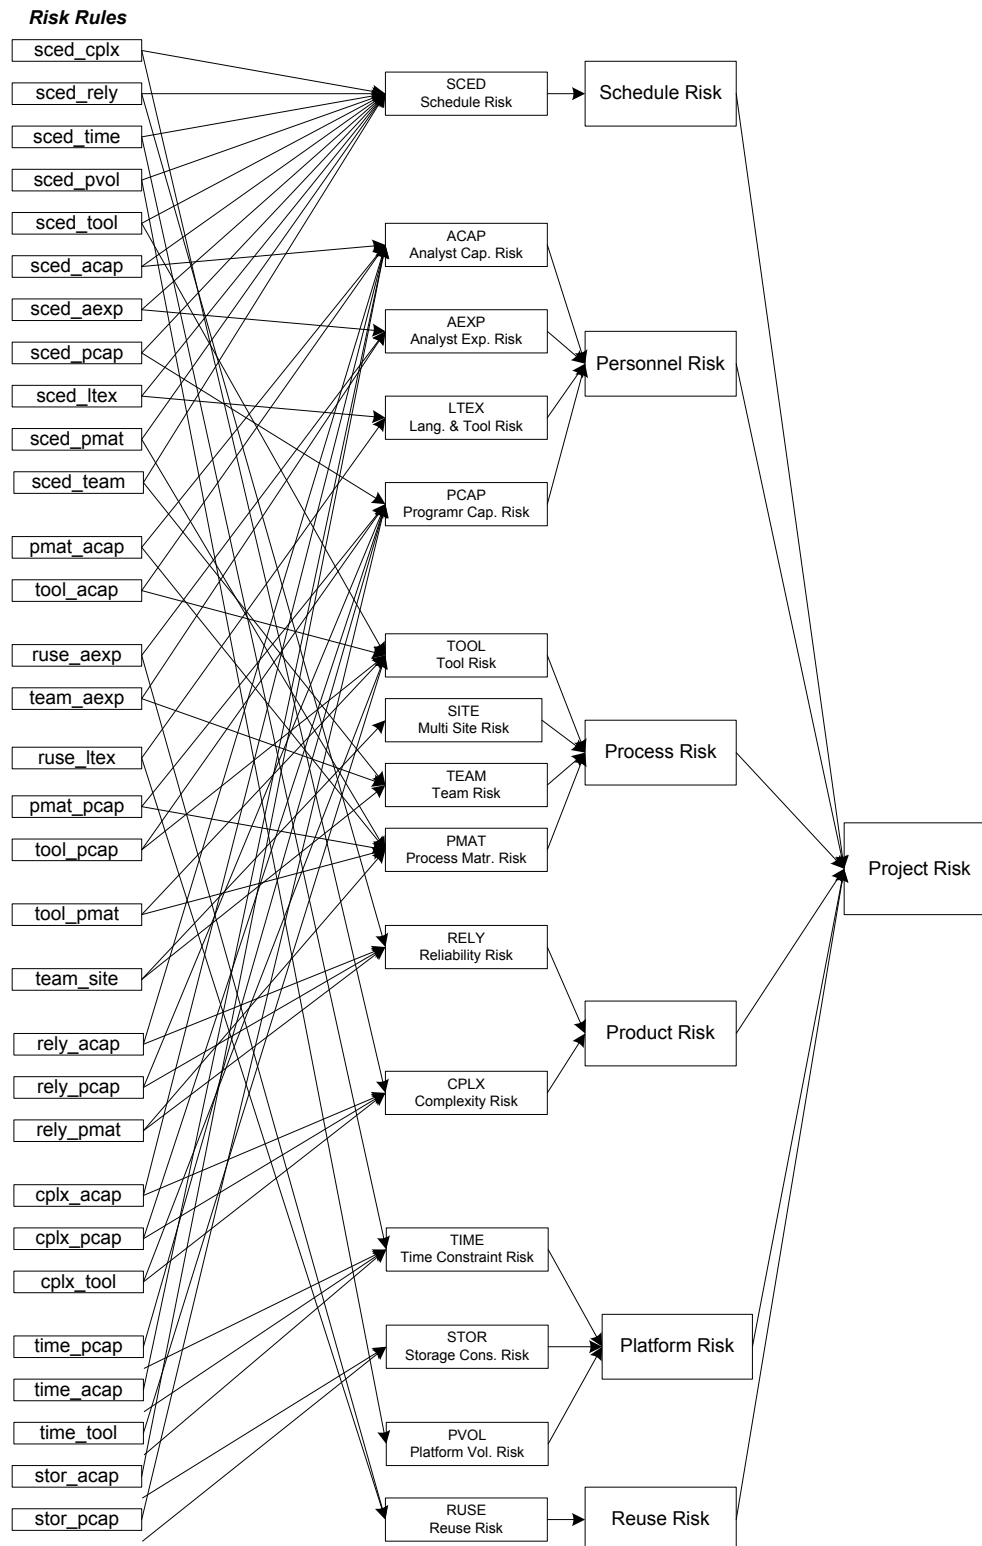 Risk Rules
sced_cplx
sced_rely
sced_time
sced_pvol
sced_tool
sced_acap
sced_aexp
sced_pcap
sced_ltex
sced_pmat
sced_team
pmat_acap
tool_acap
ruse_aexp
team_aexp
ruse_ltex
pmat_pcap
tool_pcap
tool_pmat
team_site
rely_acap
rely_pcap
rely_pmat
cplx_acap
cplx_pcap
cplx_tool
time_pcap
time_acap
time_tool
stor_acap
stor_pcap
SCED
Schedule Risk
ACAP
Analyst Cap. Risk
AEXP
Analyst Exp. Risk
LTEX
Lang. & Tool Risk
PCAP
Programr Cap. Risk
TOOL
Tool Risk
SITE
Multi Site Risk
TEAM
Team Risk
PMAT
Process Matr. Risk
RELY
Reliability Risk
CPLX
Complexity Risk
TIME
Time Constraint Risk
STOR
Storage Cons. Risk
PVOL
Platform Vol. Risk
RUSE
Reuse Risk
Schedule Risk
Personnel Risk
Process Risk
Product Risk
Platform Risk
Reuse Risk
Project Risk